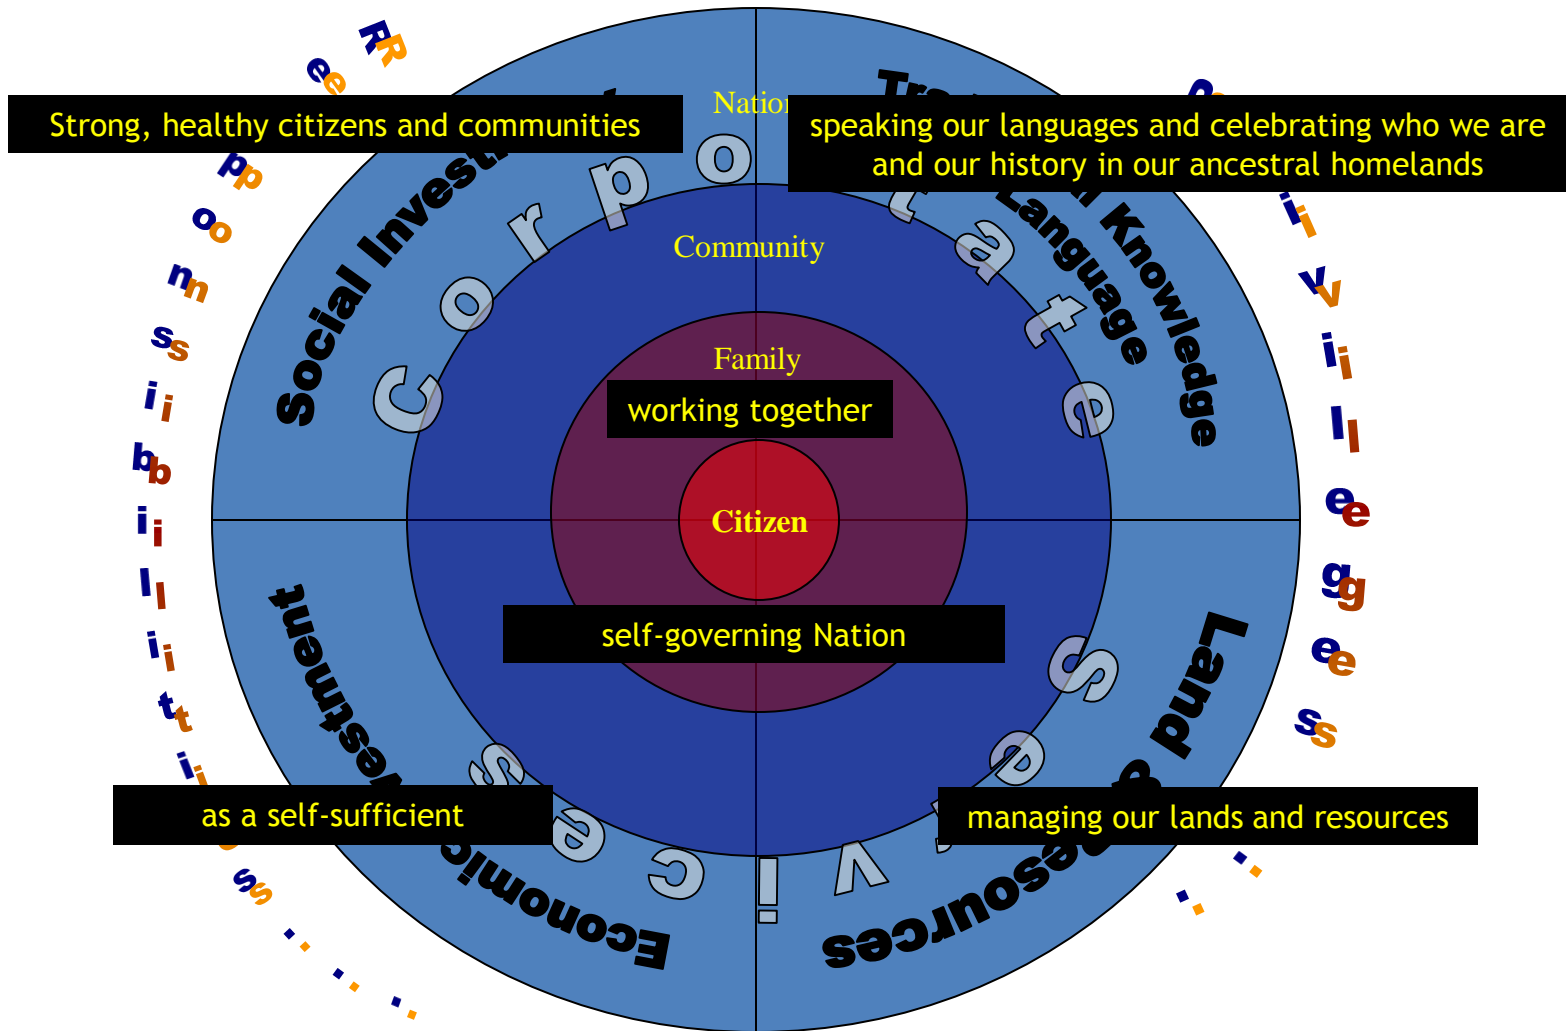 Responsibilities...
Strong, healthy citizens and communities
Nation
speaking our languages and celebrating who we are
and our history in our ancestral homelands
Social Invest
Knowledge
Language
Corporate
Community
Family
working together
Citizen
self-governing Nation
Services
as a self-sufficient
managing our lands and resources
Economic
Land & Resources